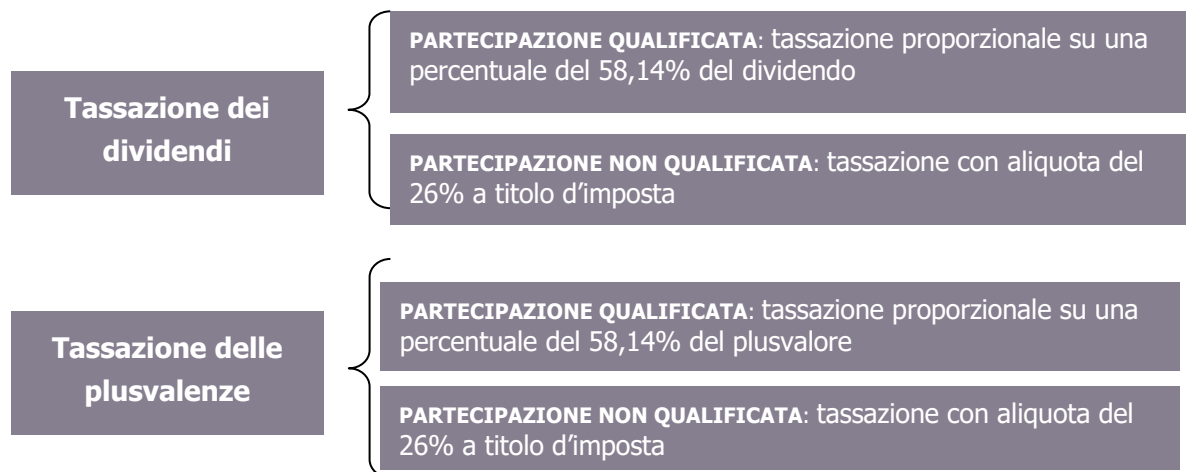 Tassazione dei
dividendi
PARTECIPAZIONE QUALIFICATA: tassazione proporzionale su una
percentuale del 58,14% del dividendo
PARTECIPAZIONE NON QUALIFICATA: tassazione con aliquota del
26% a titolo d’imposta
Tassazione delle
plusvalenze
PARTECIPAZIONE QUALIFICATA: tassazione proporzionale su una
percentuale del 58,14% del plusvalore
PARTECIPAZIONE NON QUALIFICATA: tassazione con aliquota del
26% a titolo d’imposta